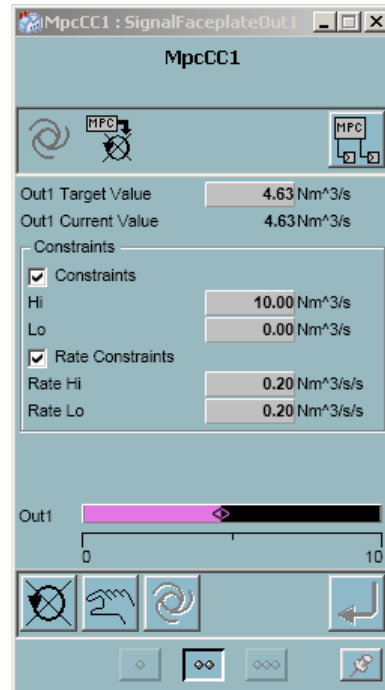 MpcCC1 : SignalFaceplateOut1
MpcCC1
MPC
MPC
Out1 Target Value 4.63 Nm^3/s
Out1 Current Value 4.63 Nm^3/s
Constraints
Constraints
Hi 10.00 Nm^3/s
Lo 0.00 Nm^3/s
Rate Constraints
Rate Hi 0.20 Nm^3/s/s
Rate Lo 0.20 Nm^3/s/s
Out1
0 10